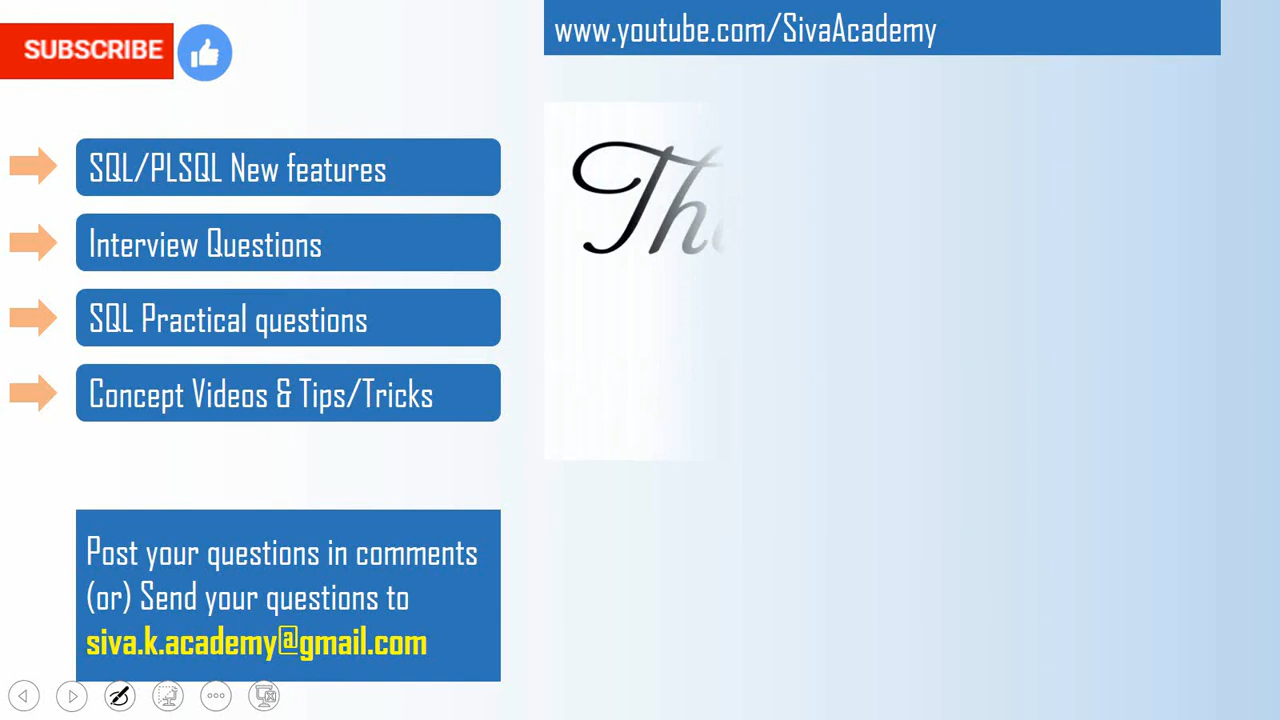 SUBSCRIBE
www.youtube.com/SivaAcademy
SQL/PLSQL New features
Interview Questions
SQL Practical questions
Concept Videos & Tips/Tricks
Post your questions in comments
(or) Send your questions to
siva.k.academy@gmail.com